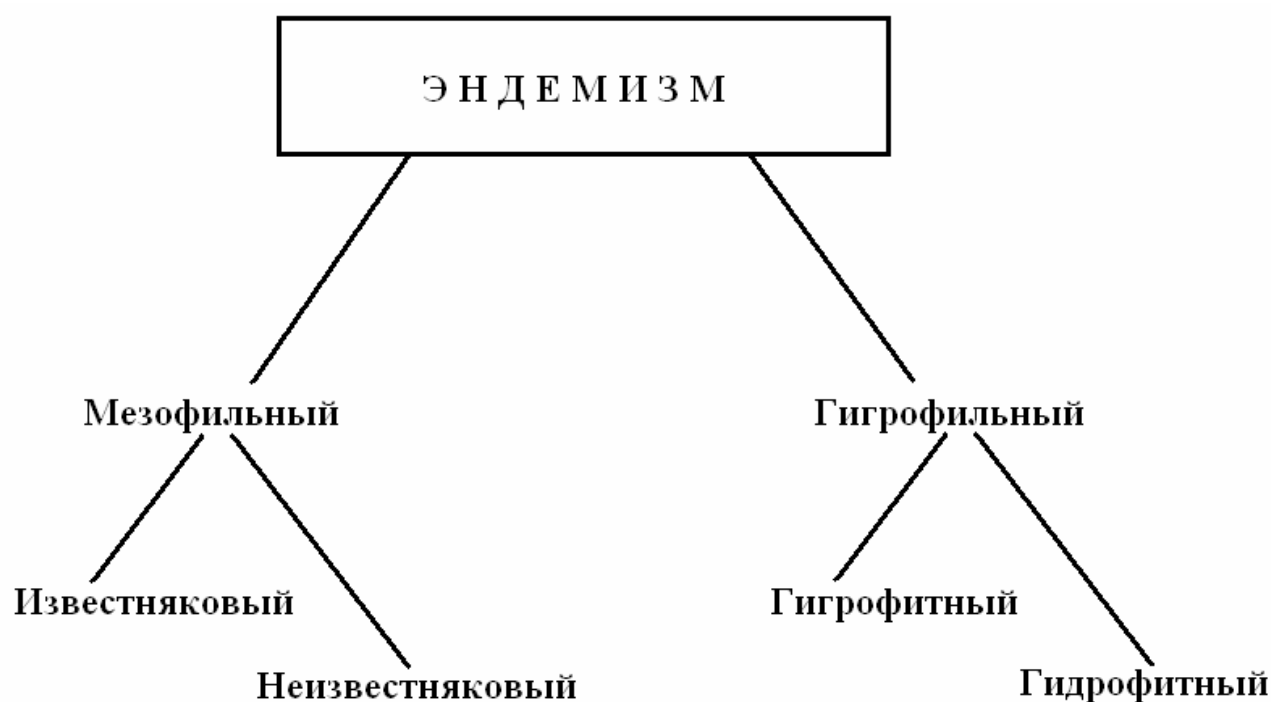 ЭНДЕМИЗМ
Мезофильный
Гигрофильный
Известняковый
Гигрофитный
Неизвестняковый
Гидрофитный